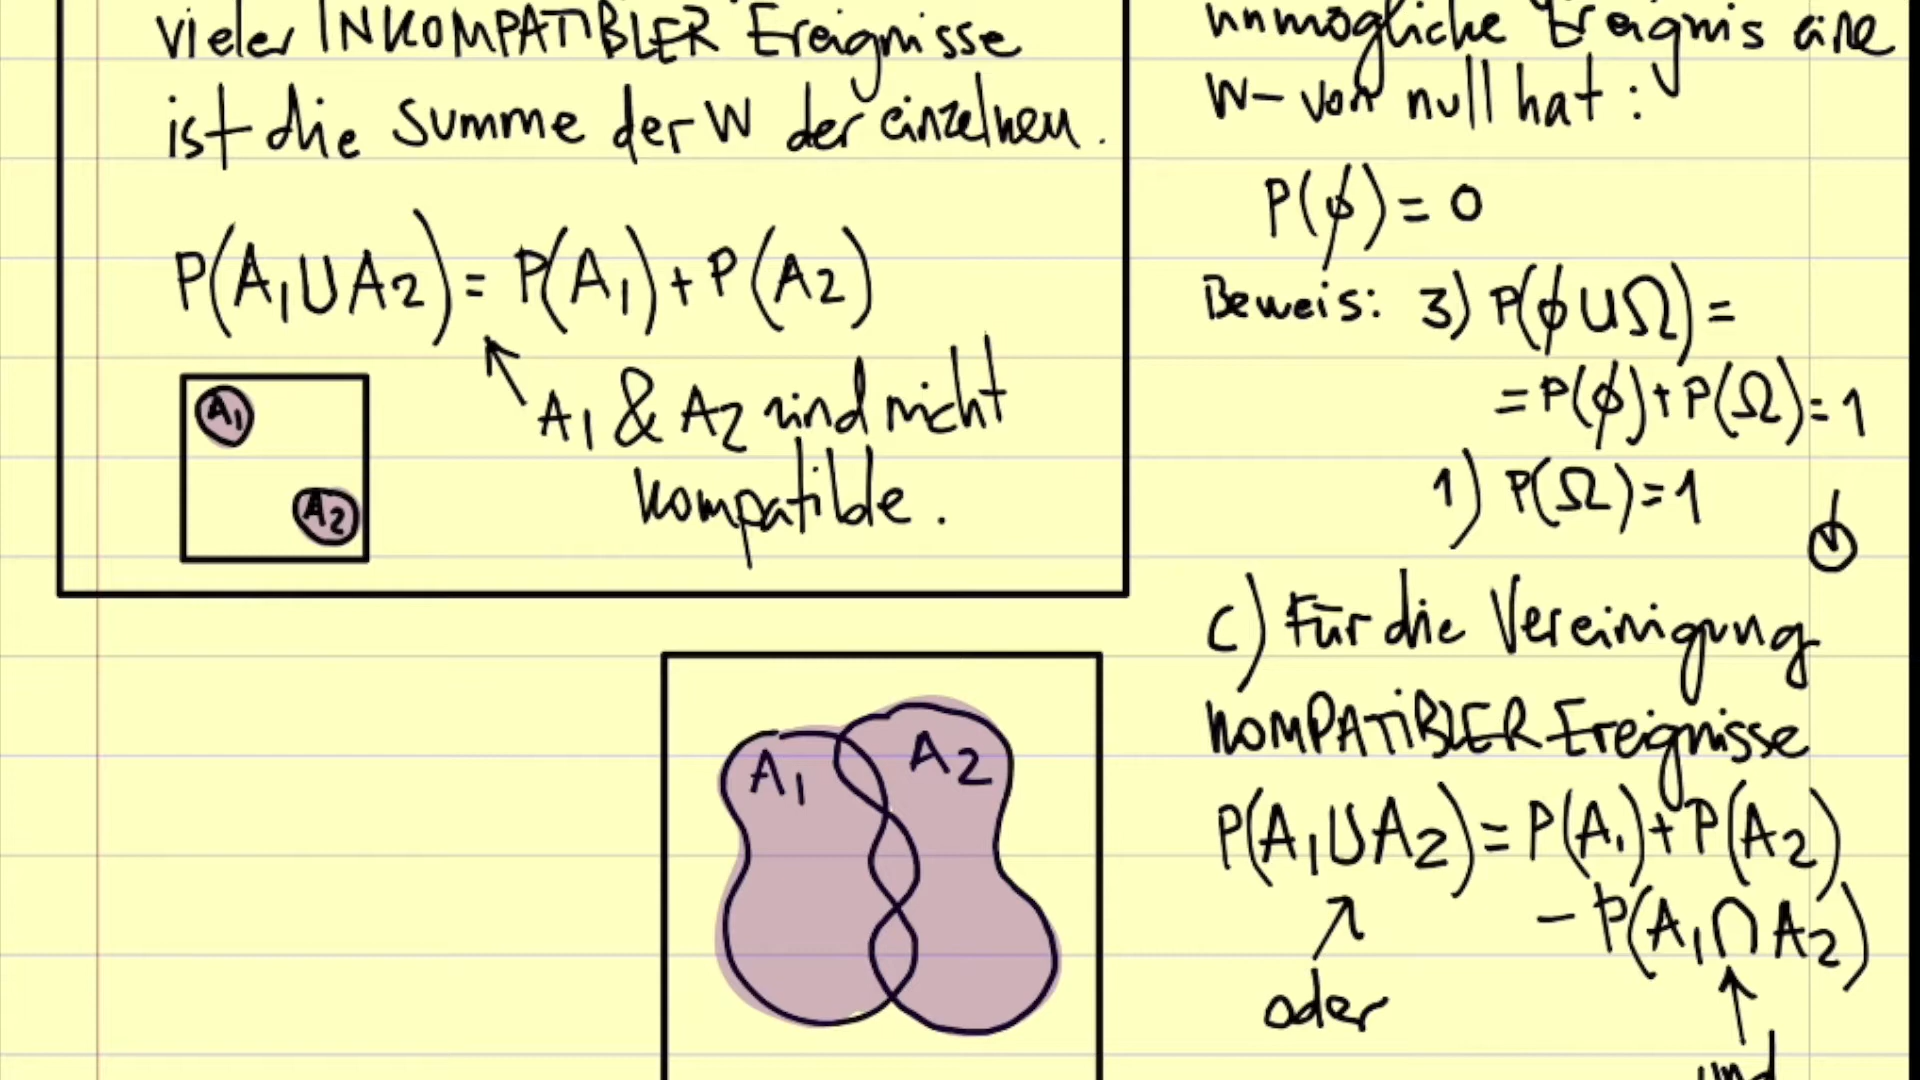 vieler INKOMPATIBLER Ereignisse
ist die Summe der W der einzelnen.
P(A1∪A2) = P(A1) + P(A2)
A1 & A2 sind nicht
kompatible.
A1
A2
A1
A2
unmögliche Ereignis eine
W- von null hat:
P(ϕ) = 0
Beweis: 3) P(ϕ∪Ω) =
= P(ϕ) + P(Ω) = 1
1) P(Ω) = 1
c) Für die Vereinigung
KOMPATIBLER Ereignisse
P(A1∪A2) = P(A1) + P(A2)
- P(A1∩A2)
oder
und